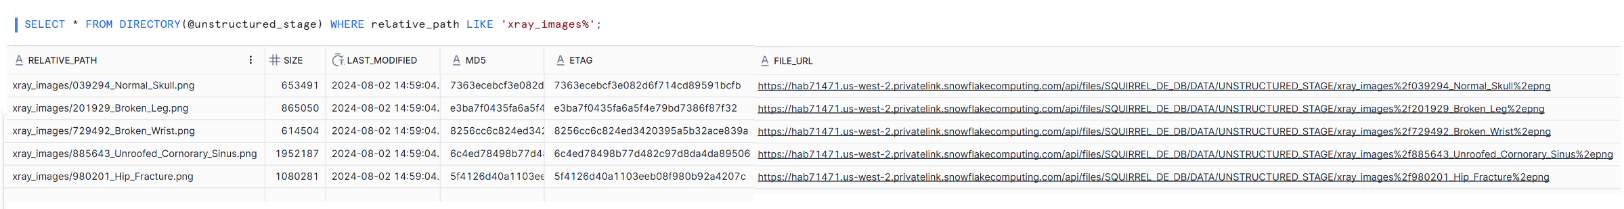 SELECT * FROM DIRECTORY(@unstructured_stage) WHERE relative_path LIKE 'xray_images%';
RELATIVE_PATH SIZE LAST_MODIFIED MD5 ETAG FILE_URL
xray_images/039294_Normal_Skull.png 653491 2024-08-02 14:59:04. 7363ecebcf3e082d 7363ecebcf3e082d6f714cd89591bcfb https://hab71471.us-west-2.privatelink.snowflakecomputing.com/api/files/SQUIRREL_DE_DB/DATA/UNSTRUCTURED_STAGE/xray_images%2f039294_Normal_Skull%2epng
xray_images/201929_Broken_Leg.png 865050 2024-08-02 14:59:04. e3ba7f0435fa6a5f4 e3ba7f0435fa6a5f4e79bd7386f87f32 https://hab71471.us-west-2.privatelink.snowflakecomputing.com/api/files/SQUIRREL_DE_DB/DATA/UNSTRUCTURED_STAGE/xray_images%2f201929_Broken_Leg%2epng
xray_images/729492_Broken_Wrist.png 614504 2024-08-02 14:59:04. 8256cc6c824ed342 8256cc6c824ed3420395a5b32ace839a https://hab71471.us-west-2.privatelink.snowflakecomputing.com/api/files/SQUIRREL_DE_DB/DATA/UNSTRUCTURED_STAGE/xray_images%2f729492_Broken_Wrist%2epng
xray_images/885643_Unroofed_Cornorary_Sinus.png 1952187 2024-08-02 14:59:04. 6c4ed78498b77d4 6c4ed78498b77d482c97d8da4da89506 https://hab71471.us-west-2.privatelink.snowflakecomputing.com/api/files/SQUIRREL_DE_DB/DATA/UNSTRUCTURED_STAGE/xray_images%2f885643_Unroofed_Cornorary_Sinus%2epng
xray_images/980201_Hip_Fracture.png 1080281 2024-08-02 14:59:04. 5f4126d40a1103ee 5f4126d40a1103eeb08f980b92a4207c https://hab71471.us-west-2.privatelink.snowflakecomputing.com/api/files/SQUIRREL_DE_DB/DATA/UNSTRUCTURED_STAGE/xray_images%2f980201_Hip_Fracture%2epng